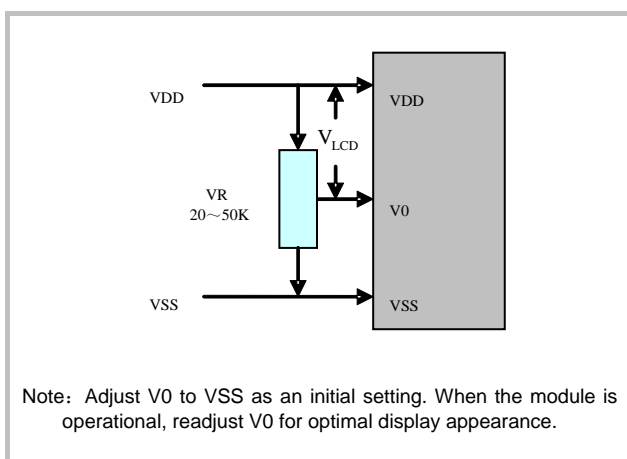 VDD
VDD
V LCD
VR
20～50K
V0
VSS
VSS
Note：Adjust V0 to VSS as an initial setting. When the module is
operational, readjust V0 for optimal display appearance.